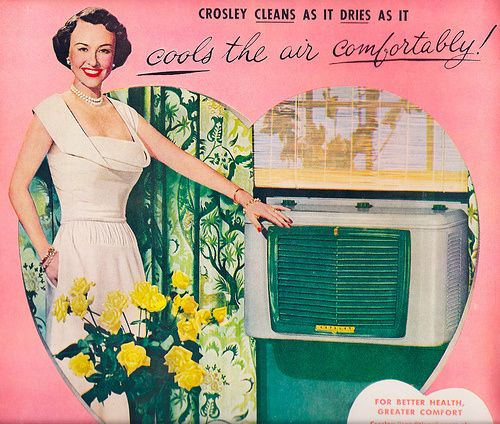 CROSLEY CLEANS AS IT DRIES AS IT
cools the air comfortably!
FOR BETTER HEALTH,
GREATER COMFORT